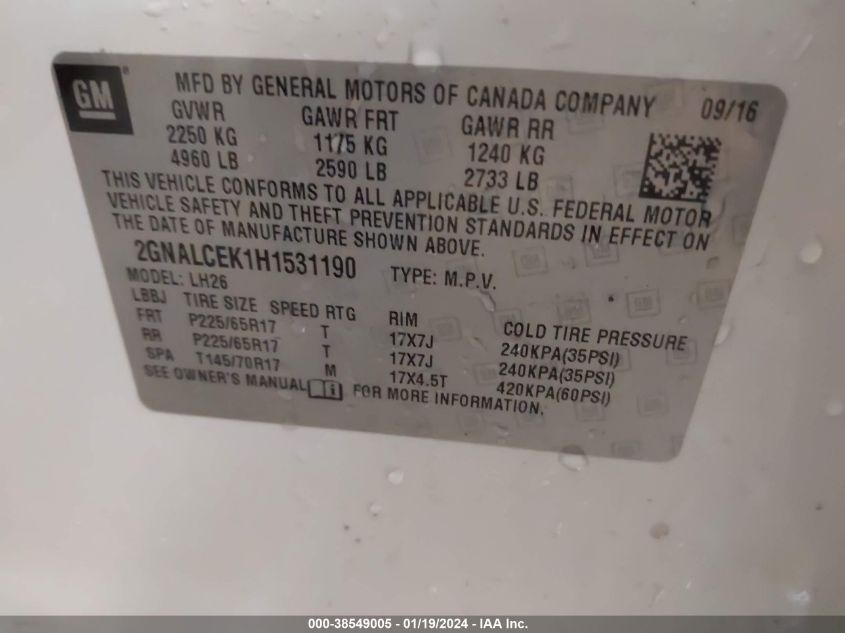 GM ®
MFD BY GENERAL MOTORS OF CANADA COMPANY 09/16
GVWR GAWR FRT GAWR RR
2250 KG 1175 KG 1240 KG
4960 LB 2590 LB 2733 LB
THIS VEHICLE CONFORMS TO ALL APPLICABLE U.S. FEDERAL MOTOR
VEHICLE SAFETY AND THEFT PREVENTION STANDARDS IN EFFECT ON
THE DATE OF MANUFACTURE SHOWN ABOVE.
2GNALCEK1H1531190 TYPE: M.P.V.
MODEL: LH26
LBBJ TIRE SIZE SPEED RTG RIM COLD TIRE PRESSURE
FRT P225/65R17 T 17X7J 240KPA(35PSI)
RR P225/65R17 T 17X7J 240KPA(35PSI)
SPA T145/70R17 M 17X4.5T 420KPA(60PSI)
SEE OWNER'S MANUAL FOR MORE INFORMATION.
000-38549005 - 01/19/2024 - IAA Inc.